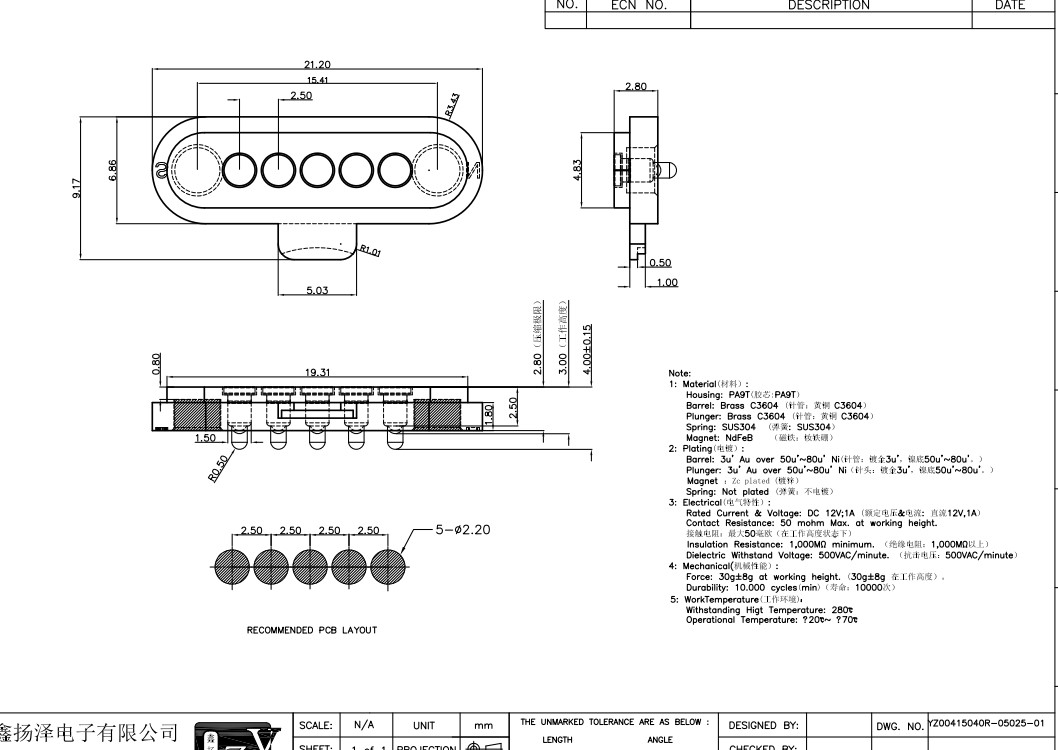 NO. ECN NO. DESCRIPTION DATE
21.20
15.41
2.50
R3.43
2.80
9.17
6.86
4.83
S
N
R1.01
5.03
0.50
1.00
0.80
19.31
2.80（压缩极限）
3.00（工作高度）
4.00±0.15
1.80
2.50
1.50
R0.50
2.50 2.50 2.50 2.50
5-ø2.20
RECOMMENDED PCB LAYOUT
Note:
1: Material(材料):
Housing: PA9T(胶芯:PA9T)
Barrel: Brass C3604 (针管: 黄铜 C3604)
Plunger: Brass C3604 (针管: 黄铜 C3604)
Spring: SUS304 (弹簧: SUS304)
Magnet: NdFeB (磁铁: 钕铁硼)
2: Plating(电镀):
Barrel: 3u' Au over 50u'~80u' Ni(针管: 镀金3u', 镍底50u'~80u'。)
Plunger: 3u' Au over 50u'~80u' Ni(针头: 镀金3u', 镍底50u'~80u'。)
Magnet : Zc plated (镀锌)
Spring: Not plated (弹簧: 不电镀)
3: Electrical(电气特性):
Rated Current & Voltage: DC 12V;1A (额定电压&电流: 直流12V,1A)
Contact Resistance: 50 mohm Max. at working height.
接触电阻: 最大50毫欧(在工作高度状态下)
Insulation Resistance: 1,000MΩ minimum. (绝缘电阻: 1,000MΩ以上)
Dielectric Withstand Voltage: 500VAC/minute. (抗击电压: 500VAC/minute)
4: Mechanical(机械性能):
Force: 30g±8g at working height. (30g±8g 在工作高度)。
Durability: 10.000 cycles(min) (寿命: 10000次)
5: WorkTemperature(工作环境):
Withstanding Higt Temperature: 280℃
Operational Temperature: ?20℃~ ?70℃
鑫扬泽电子有限公司
鑫
SCALE: N/A UNIT mm
THE UNMARKED TOLERANCE ARE AS BELOW :
LENGTH ANGLE
DESIGNED BY:
DWG. NO. YZ00415040R-05025-01
SHEET: 1 of 1 PROJECTION
CHECKED BY: